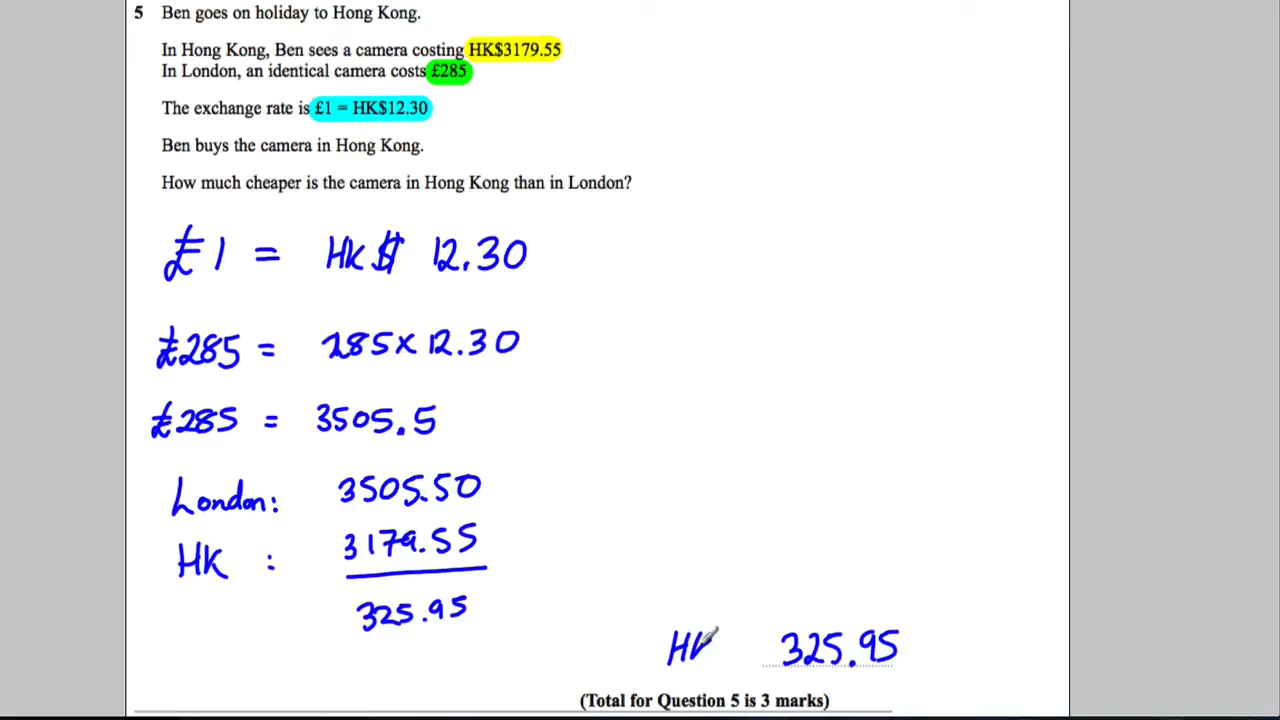 5 Ben goes on holiday to Hong Kong.
In Hong Kong, Ben sees a camera costing HK$3179.55
In London, an identical camera costs £285
The exchange rate is £1 = HK$12.30
Ben buys the camera in Hong Kong.
How much cheaper is the camera in Hong Kong than in London?
£1 = HK$ 12.30
£285 = 285×12.30
£285 = 3505.5
London: 3505.50
HK : 3179.55
325.95
HK 325.95
(Total for Question 5 is 3 marks)